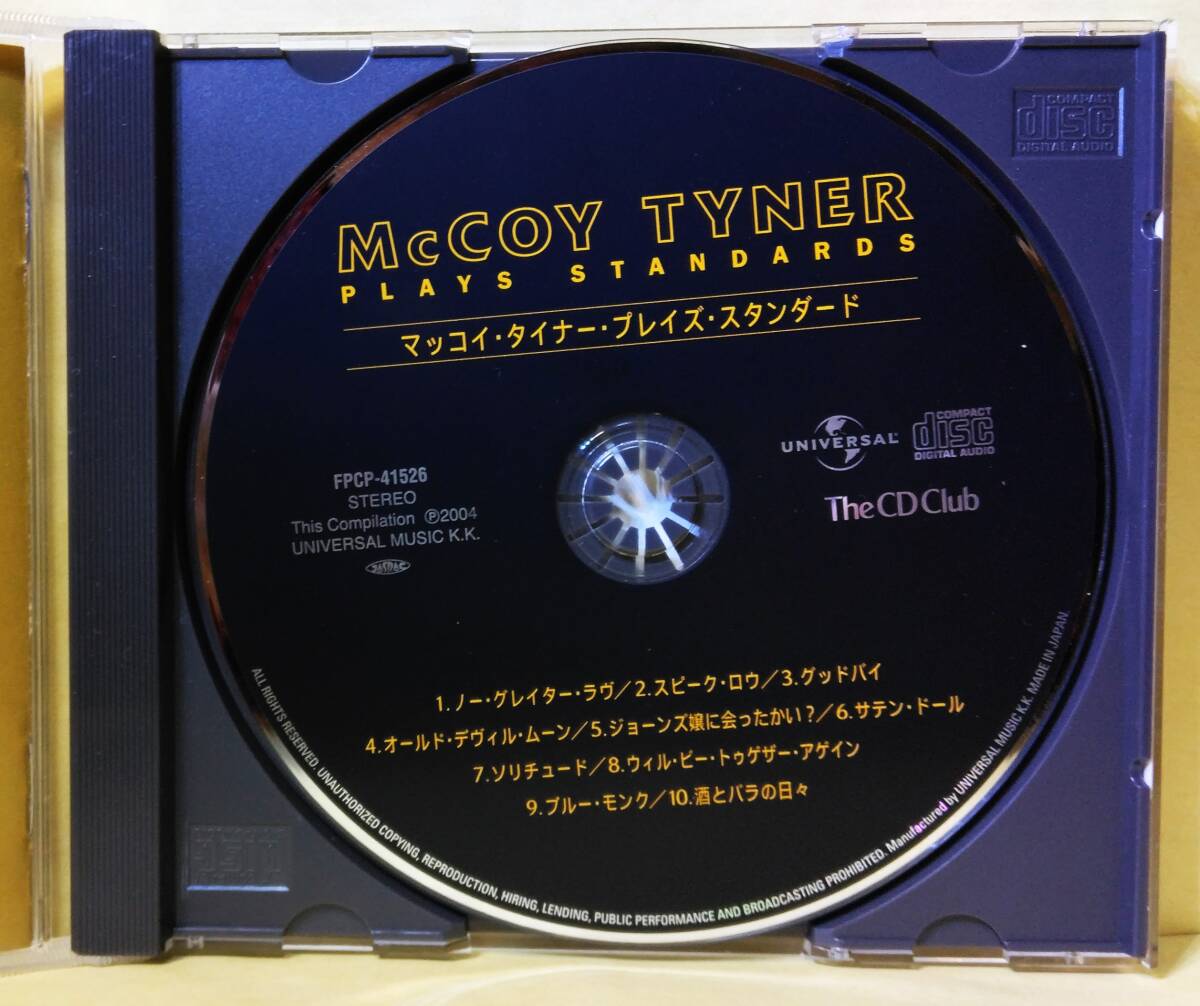 COMPACT
disc
DIGITAL AUDIO
McCOY TYNER
PLAYS STANDARDS
マッコイ・タイナー・プレイズ・スタンダード
UNIVERSAL
COMPACT
disc
DIGITAL AUDIO
The CD Club
FPCP-41526
STEREO
This Compilation ℗2004
UNIVERSAL MUSIC K.K.
JASRAC
1.ノー・グレイター・ラヴ/2.スピーク・ロウ/3.グッドバイ
4.オールド・デヴィル・ムーン/5.ジョーンズ嬢に会ったかい?/6.サテン・ドール
7.ソリチュード/8.ウィル・ビー・トゥゲザー・アゲイン
9.ブルー・モンク/10.酒とバラの日々
ALL RIGHTS RESERVED. UNAUTHORIZED COPYING, REPRODUCTION, HIRING, LENDING, PUBLIC PERFORMANCE AND BROADCASTING PROHIBITED. Manufactured by UNIVERSAL MUSIC K.K. MADE IN JAPAN.